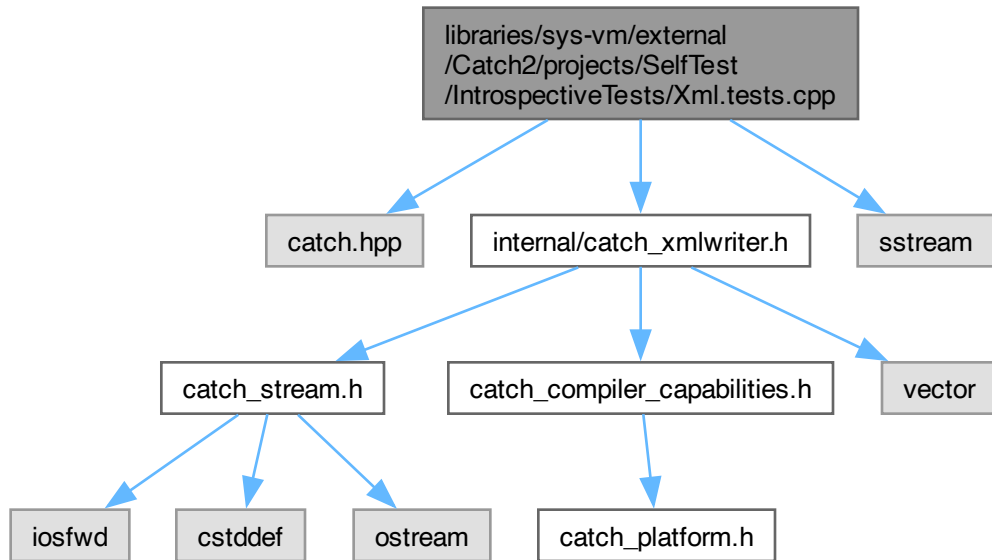 libraries/sys-vm/external
/Catch2/projects/SelfTest
/IntrospectiveTests/Xml.tests.cpp
catch.hpp
internal/catch_xmlwriter.h
sstream
catch_stream.h
catch_compiler_capabilities.h
vector
iosfwd
cstddef
ostream
catch_platform.h